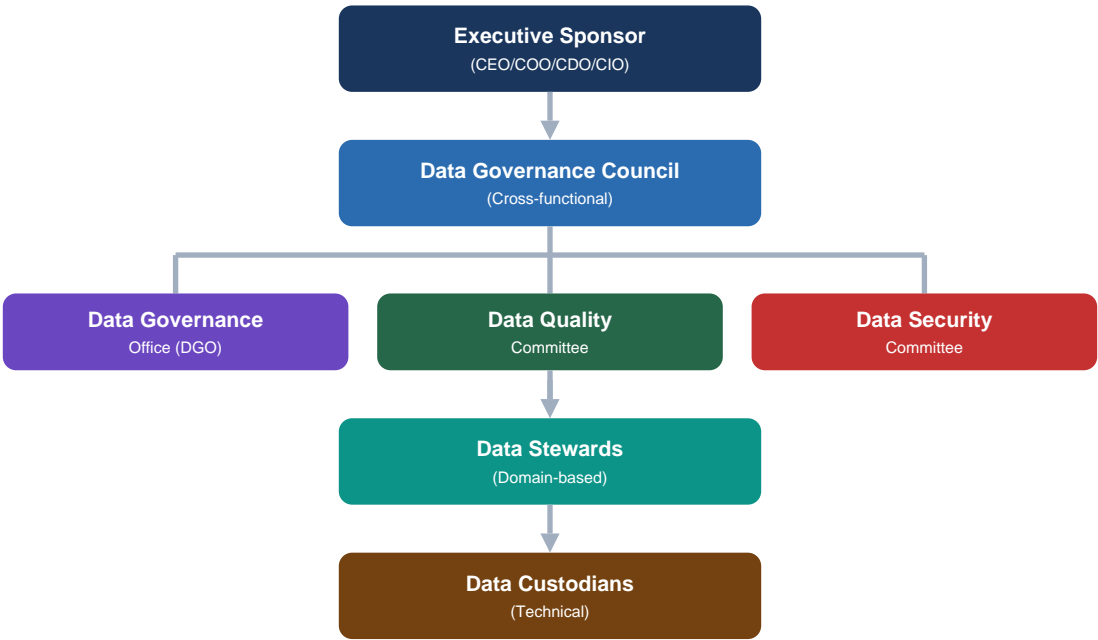 Executive Sponsor
(CEO/COO/CDO/CIO)
Data Governance Council
(Cross-functional)
Data Governance
Office (DGO)
Data Quality
Committee
Data Security
Committee
Data Stewards
(Domain-based)
Data Custodians
(Technical)